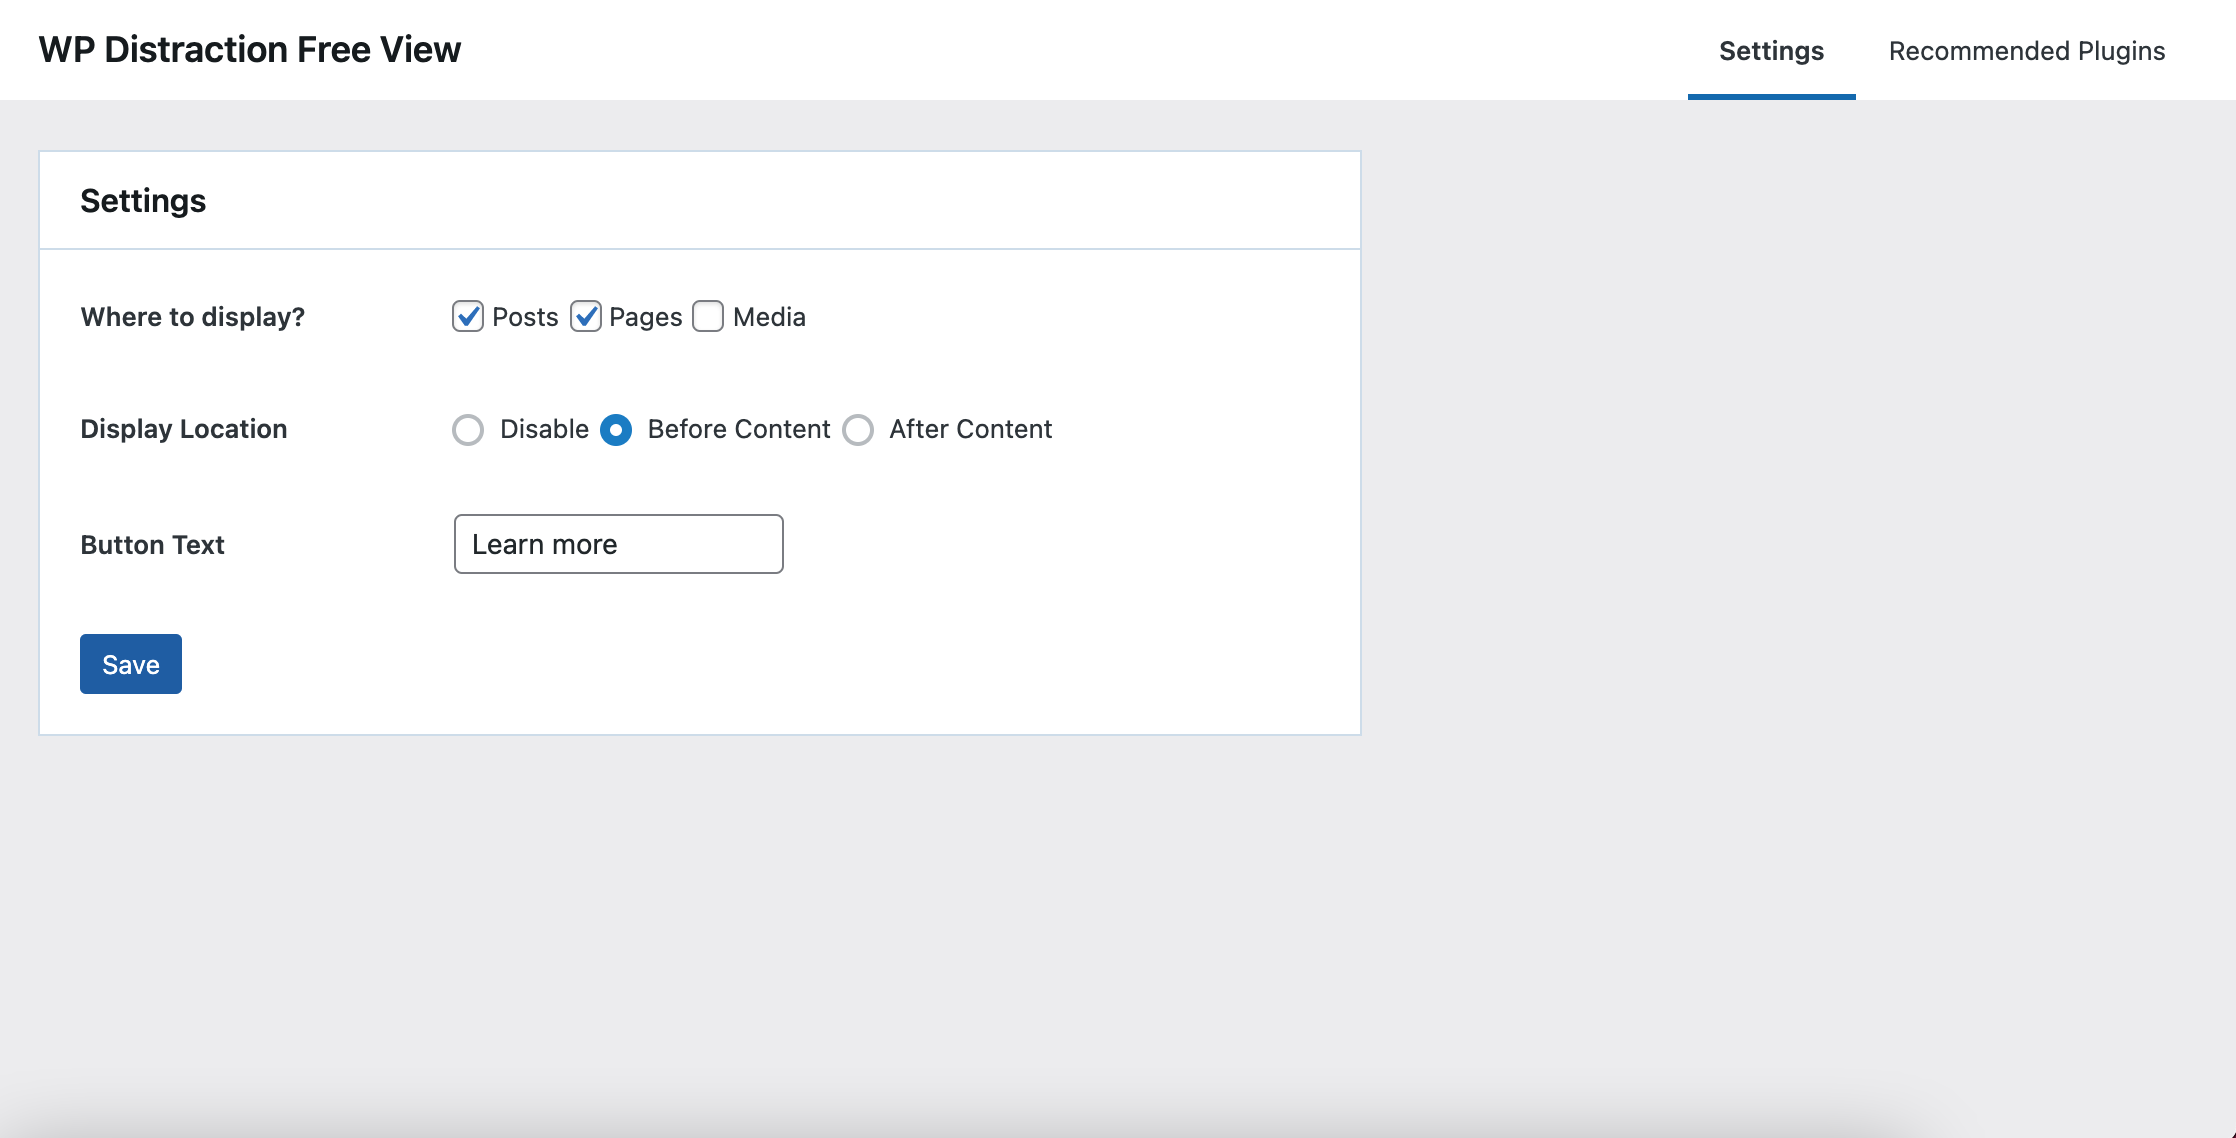 WP Distraction Free View
Settings Recommended Plugins
Settings
Where to display? Posts Pages Media
Display Location Disable Before Content After Content
Button Text Learn more
Save